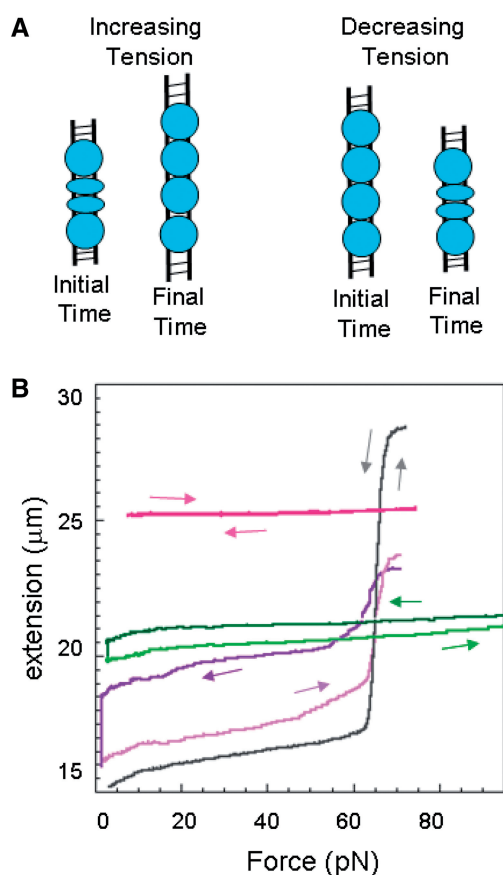 A
Increasing
Tension
Decreasing
Tension
Initial
Time
Final
Time
Initial
Time
Final
Time
B
30
25
20
15
extension (μm)
0
20
40
60
80
Force (pN)